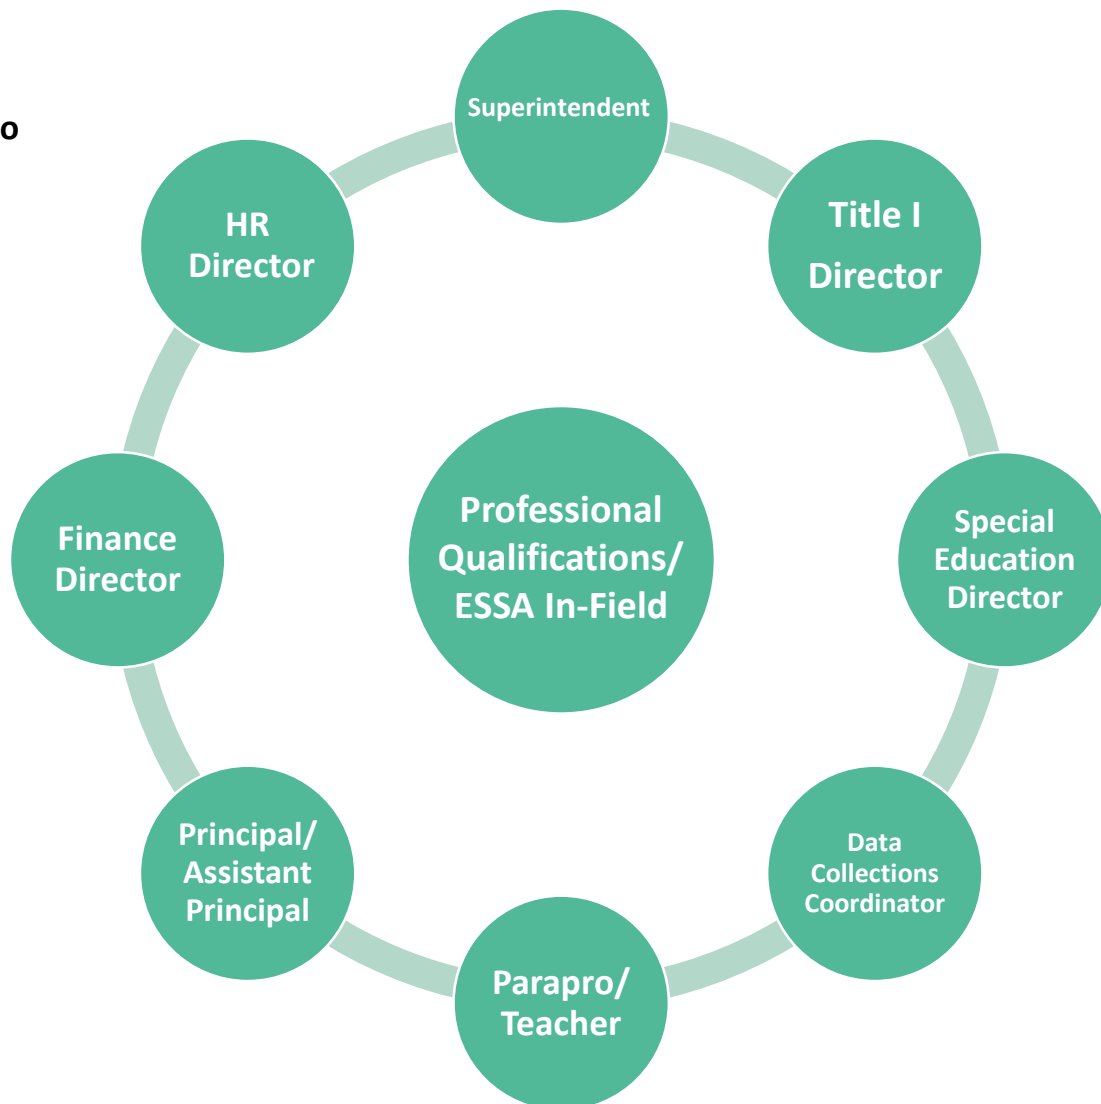 Superintendent
o
Title I
Director
HR
Director
Special
Education
Director
Professional
Qualifications/
ESSA In-Field
Finance
Director
Data
Collections
Coordinator
Principal/
Assistant
Principal
Parapro/
Teacher